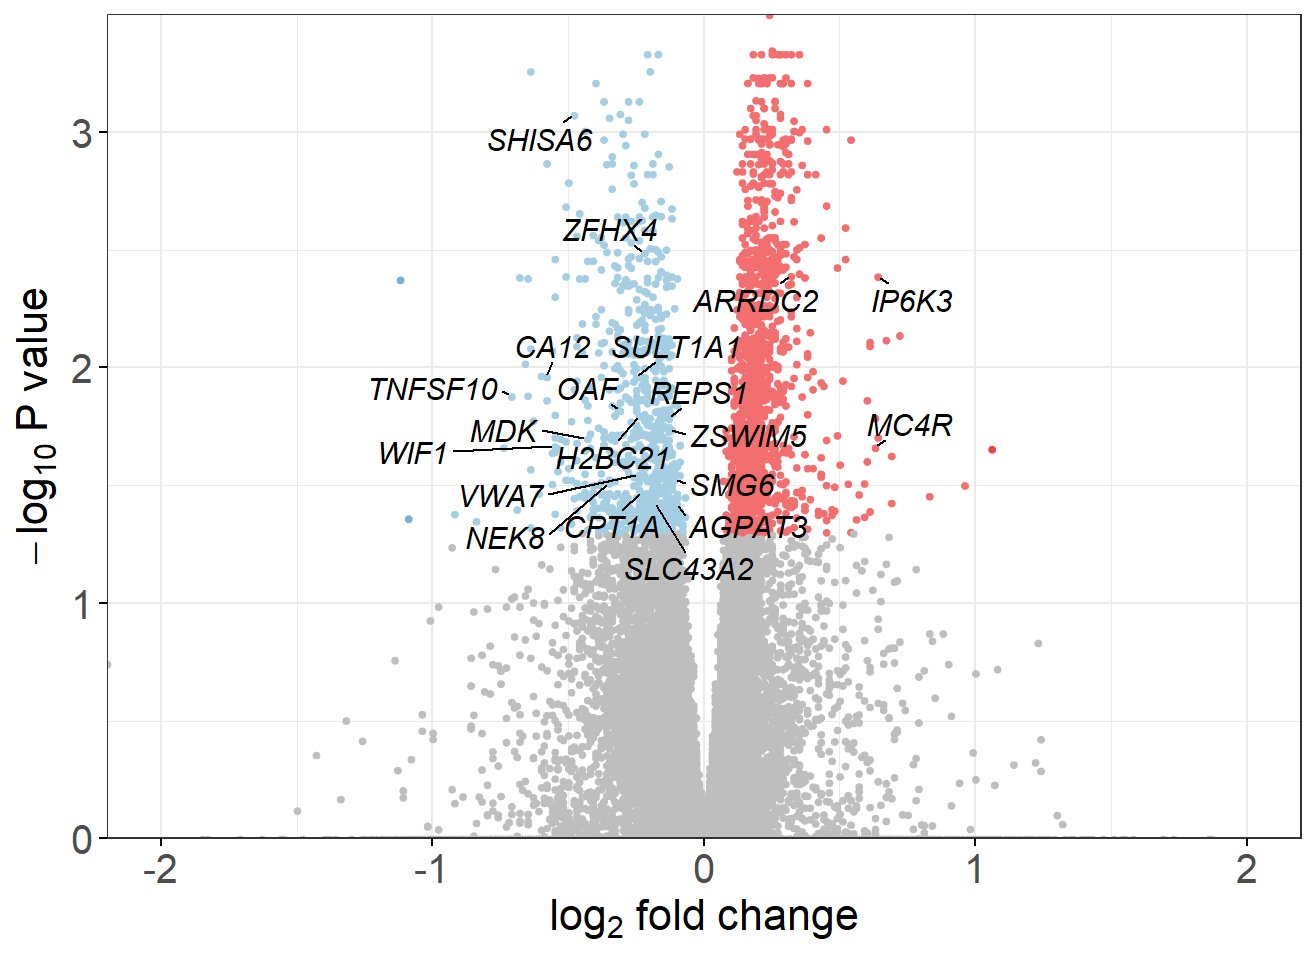 3
2
1
0
-2
-1
0
1
2
− log10 P value
log2 fold change
SHISA6
ZFHX4
ARRDC2
IP6K3
CA12
SULT1A1
TNFSF10
OAF
REPS1
MDK
ZSWIM5
MC4R
WIF1
H2BC21
VWA7
SMG6
NEK8
CPT1A
AGPAT3
SLC43A2